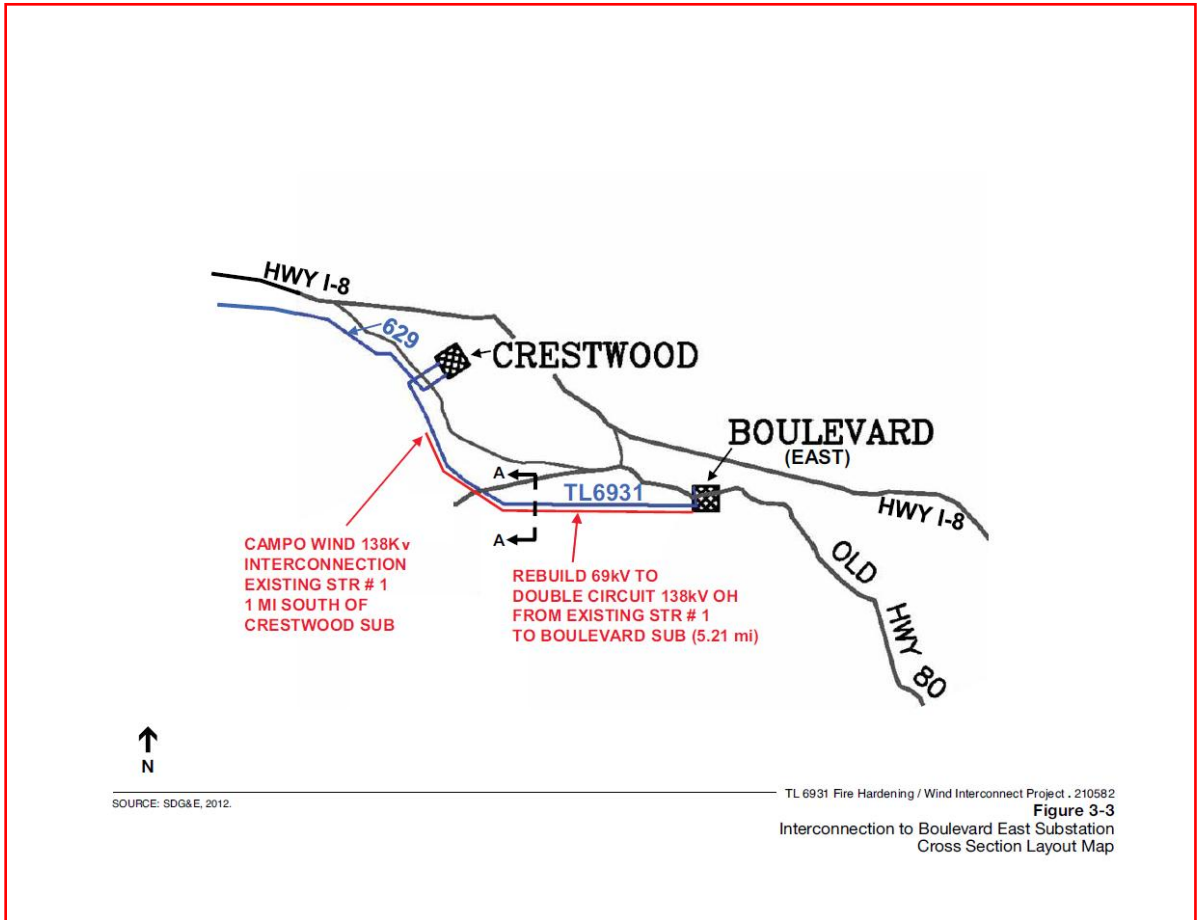 HWY I-8
629
CRESTWOOD
BOULEVARD
(EAST)
A
TL6931
HWY I-8
A
CAMPO WIND 138Kv
INTERCONNECTION
EXISTING STR # 1
1 MI SOUTH OF
CRESTWOOD SUB
REBUILD 69kV TO
DOUBLE CIRCUIT 138kV OH
FROM EXISTING STR # 1
TO BOULEVARD SUB (5.21 mi)
OLD
HWY 80
N
SOURCE: SDG&E, 2012.
TL 6931 Fire Hardening / Wind Interconnect Project . 210582
Figure 3-3
Interconnection to Boulevard East Substation
Cross Section Layout Map